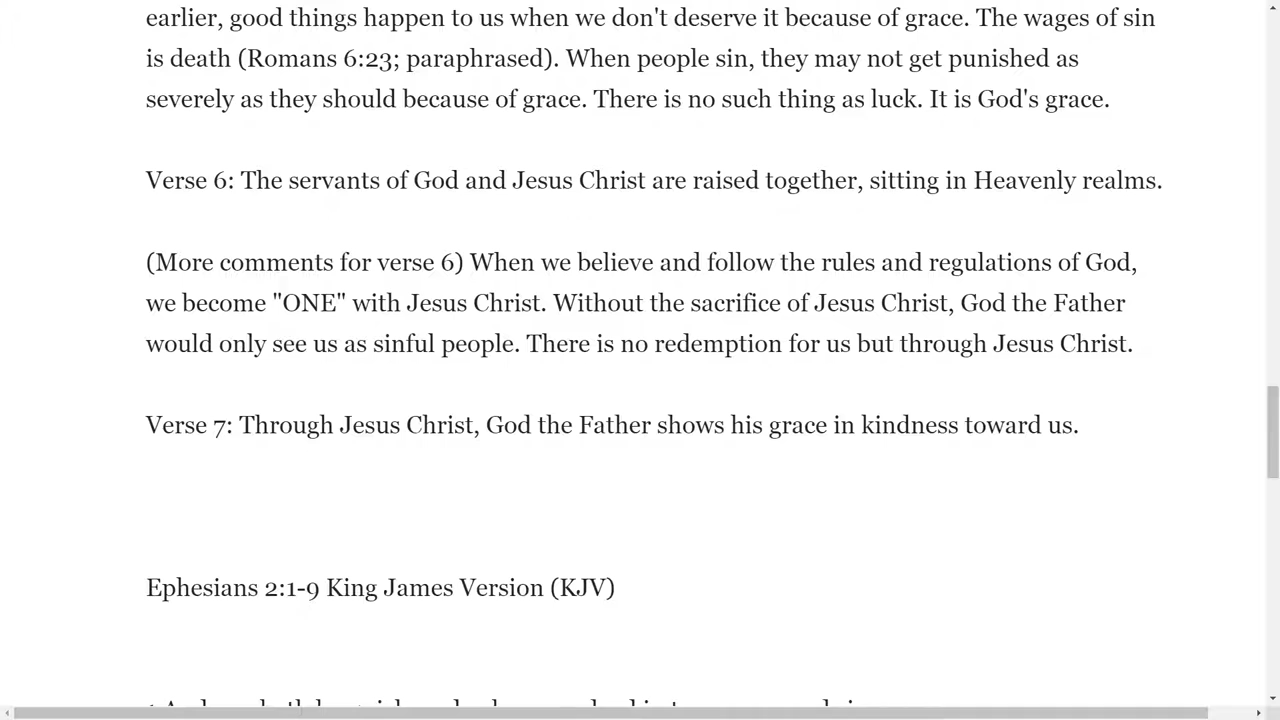 earlier, good things happen to us when we don't deserve it because of grace. The wages of sin
is death (Romans 6:23; paraphrased). When people sin, they may not get punished as
severely as they should because of grace. There is no such thing as luck. It is God's grace.
Verse 6: The servants of God and Jesus Christ are raised together, sitting in Heavenly realms.
(More comments for verse 6) When we believe and follow the rules and regulations of God,
we become "ONE" with Jesus Christ. Without the sacrifice of Jesus Christ, God the Father
would only see us as sinful people. There is no redemption for us but through Jesus Christ.
Verse 7: Through Jesus Christ, God the Father shows his grace in kindness toward us.
Ephesians 2:1-9 King James Version (KJV)